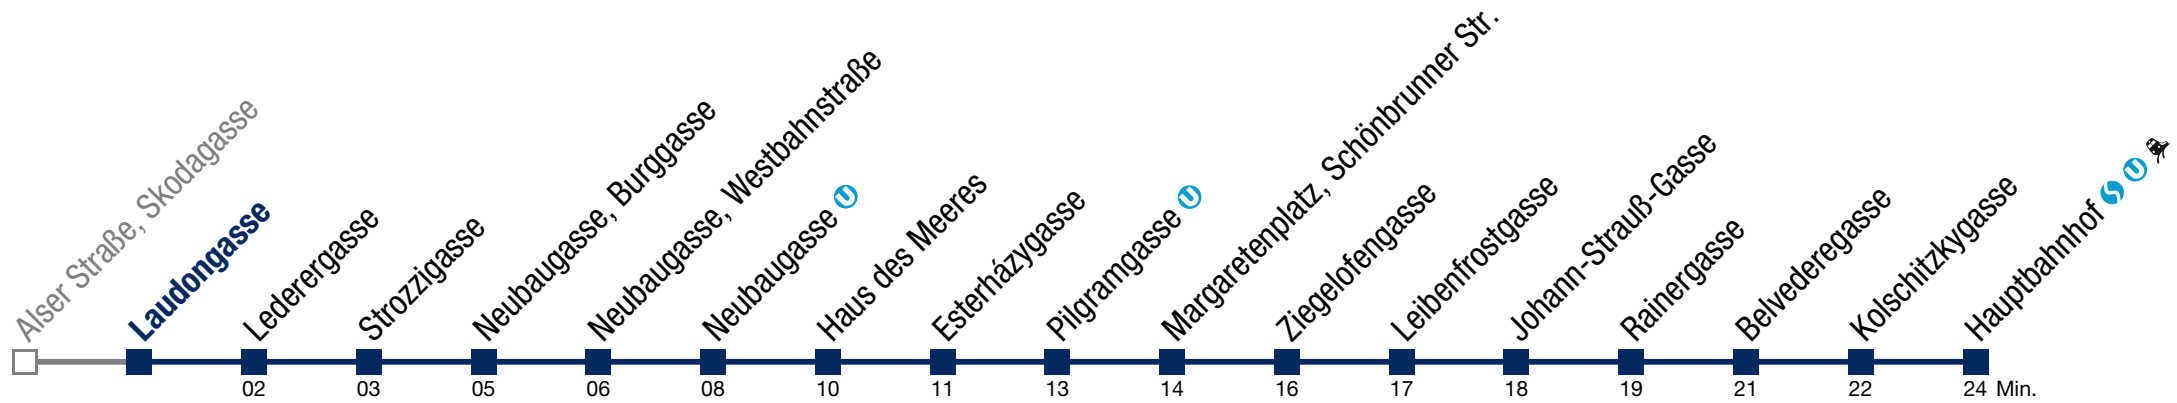 Alser Straße, Skodagasse
Laudongasse
Lederergasse
Strozzigasse
Neubaugasse, Burggasse
Neubaugasse, Westbahnstraße
Neubaugasse U
Haus des Meeres
Esterházygasse
Pilgramgasse U
Margaretenplatz, Schönbrunner Str.
Ziegelofengasse
Leibenfrostgasse
Johann-Strauß-Gasse
Rainergasse
Belvederegasse
Kolschitzkygasse
Hauptbahnhof S U
02 03 05 06 08 10 11 13 14 16 17 18 19 21 22 24 Min.